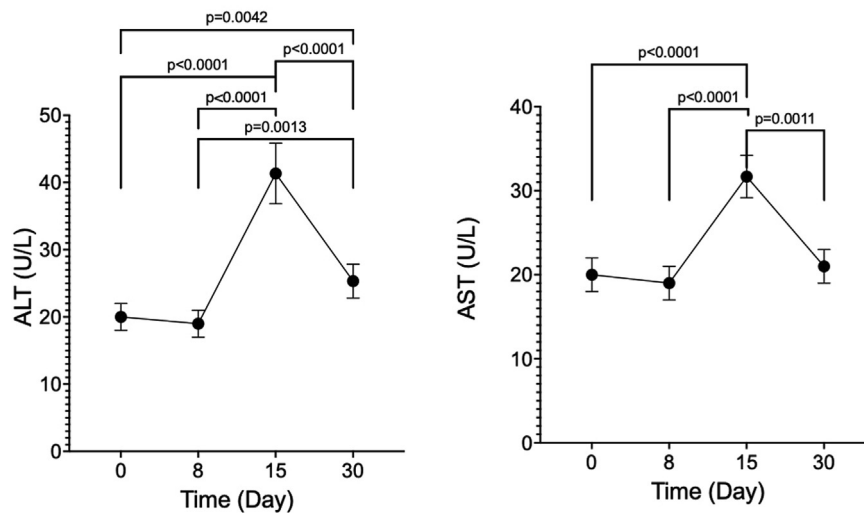 p=0.0042
p<0.0001
p<0.0001
p<0.0001
p=0.0013
50
40
30
20
10
0
ALT (U/L)
0 8 15 30
Time (Day)
p<0.0001
p<0.0001
p=0.0011
40
30
20
10
0
AST (U/L)
0 8 15 30
Time (Day)